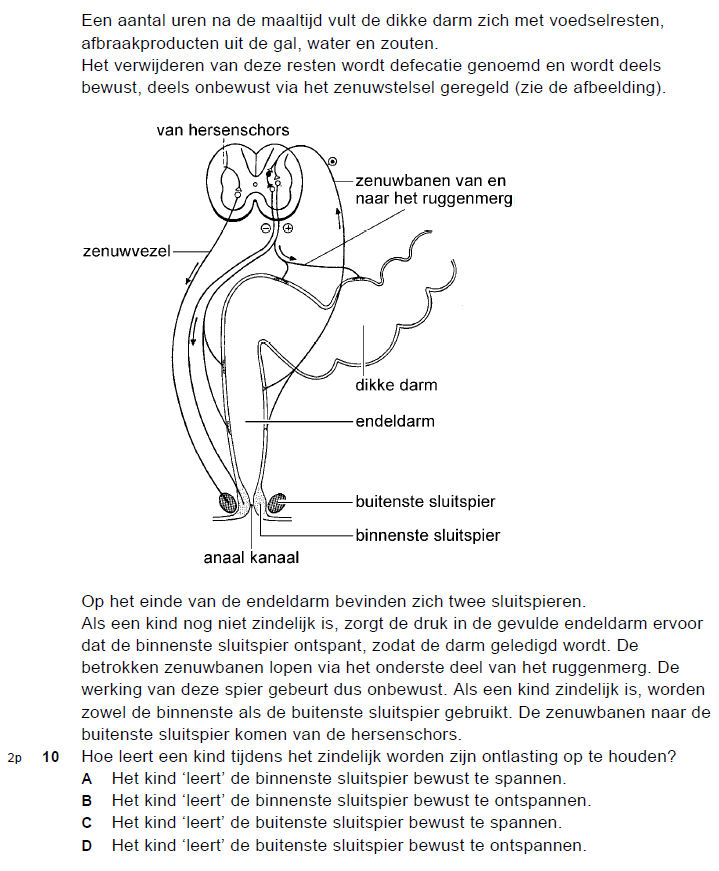 Een aantal uren na de maaltijd vult de dikke darm zich met voedselresten,
afbraakproducten uit de gal, water en zouten.
Het verwijderen van deze resten wordt defecatie genoemd en wordt deels
bewust, deels onbewust via het zenuwstelsel geregeld (zie de afbeelding).
van hersenschors
zenuwbanen van en
naar het ruggenmerg
zenuwvezel
dikke darm
endeldarm
buitenste sluitspier
binnenste sluitspier
anaal kanaal
Op het einde van de endeldarm bevinden zich twee sluitspieren.
Als een kind nog niet zindelijk is, zorgt de druk in de gevulde endeldarm ervoor
dat de binnenste sluitspier ontspant, zodat de darm geledigd wordt. De
betrokken zenuwbanen lopen via het onderste deel van het ruggenmerg. De
werking van deze spier gebeurt dus onbewust. Als een kind zindelijk is, worden
zowel de binnenste als de buitenste sluitspier gebruikt. De zenuwbanen naar de
buitenste sluitspier komen van de hersenschors.
2p 10 Hoe leert een kind tijdens het zindelijk worden zijn ontlasting op te houden?
A Het kind ‘leert’ de binnenste sluitspier bewust te spannen.
B Het kind ‘leert’ de binnenste sluitspier bewust te ontspannen.
C Het kind ‘leert’ de buitenste sluitspier bewust te spannen.
D Het kind ‘leert’ de buitenste sluitspier bewust te ontspannen.